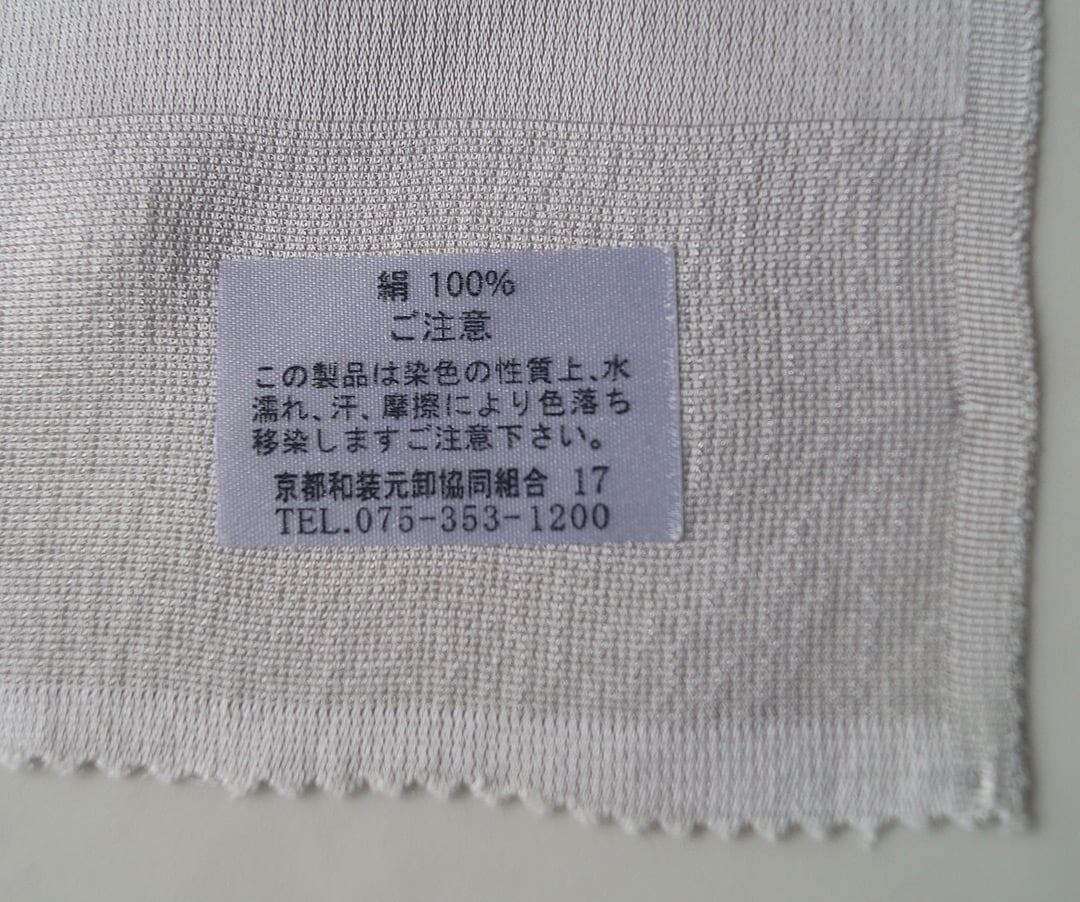 絹 100%
ご注意
この製品は染色の性質上、水
濡れ、汗、摩擦により色落ち
移染しますご注意下さい。
京都和装元卸協同組合 17
TEL.075-353-1200